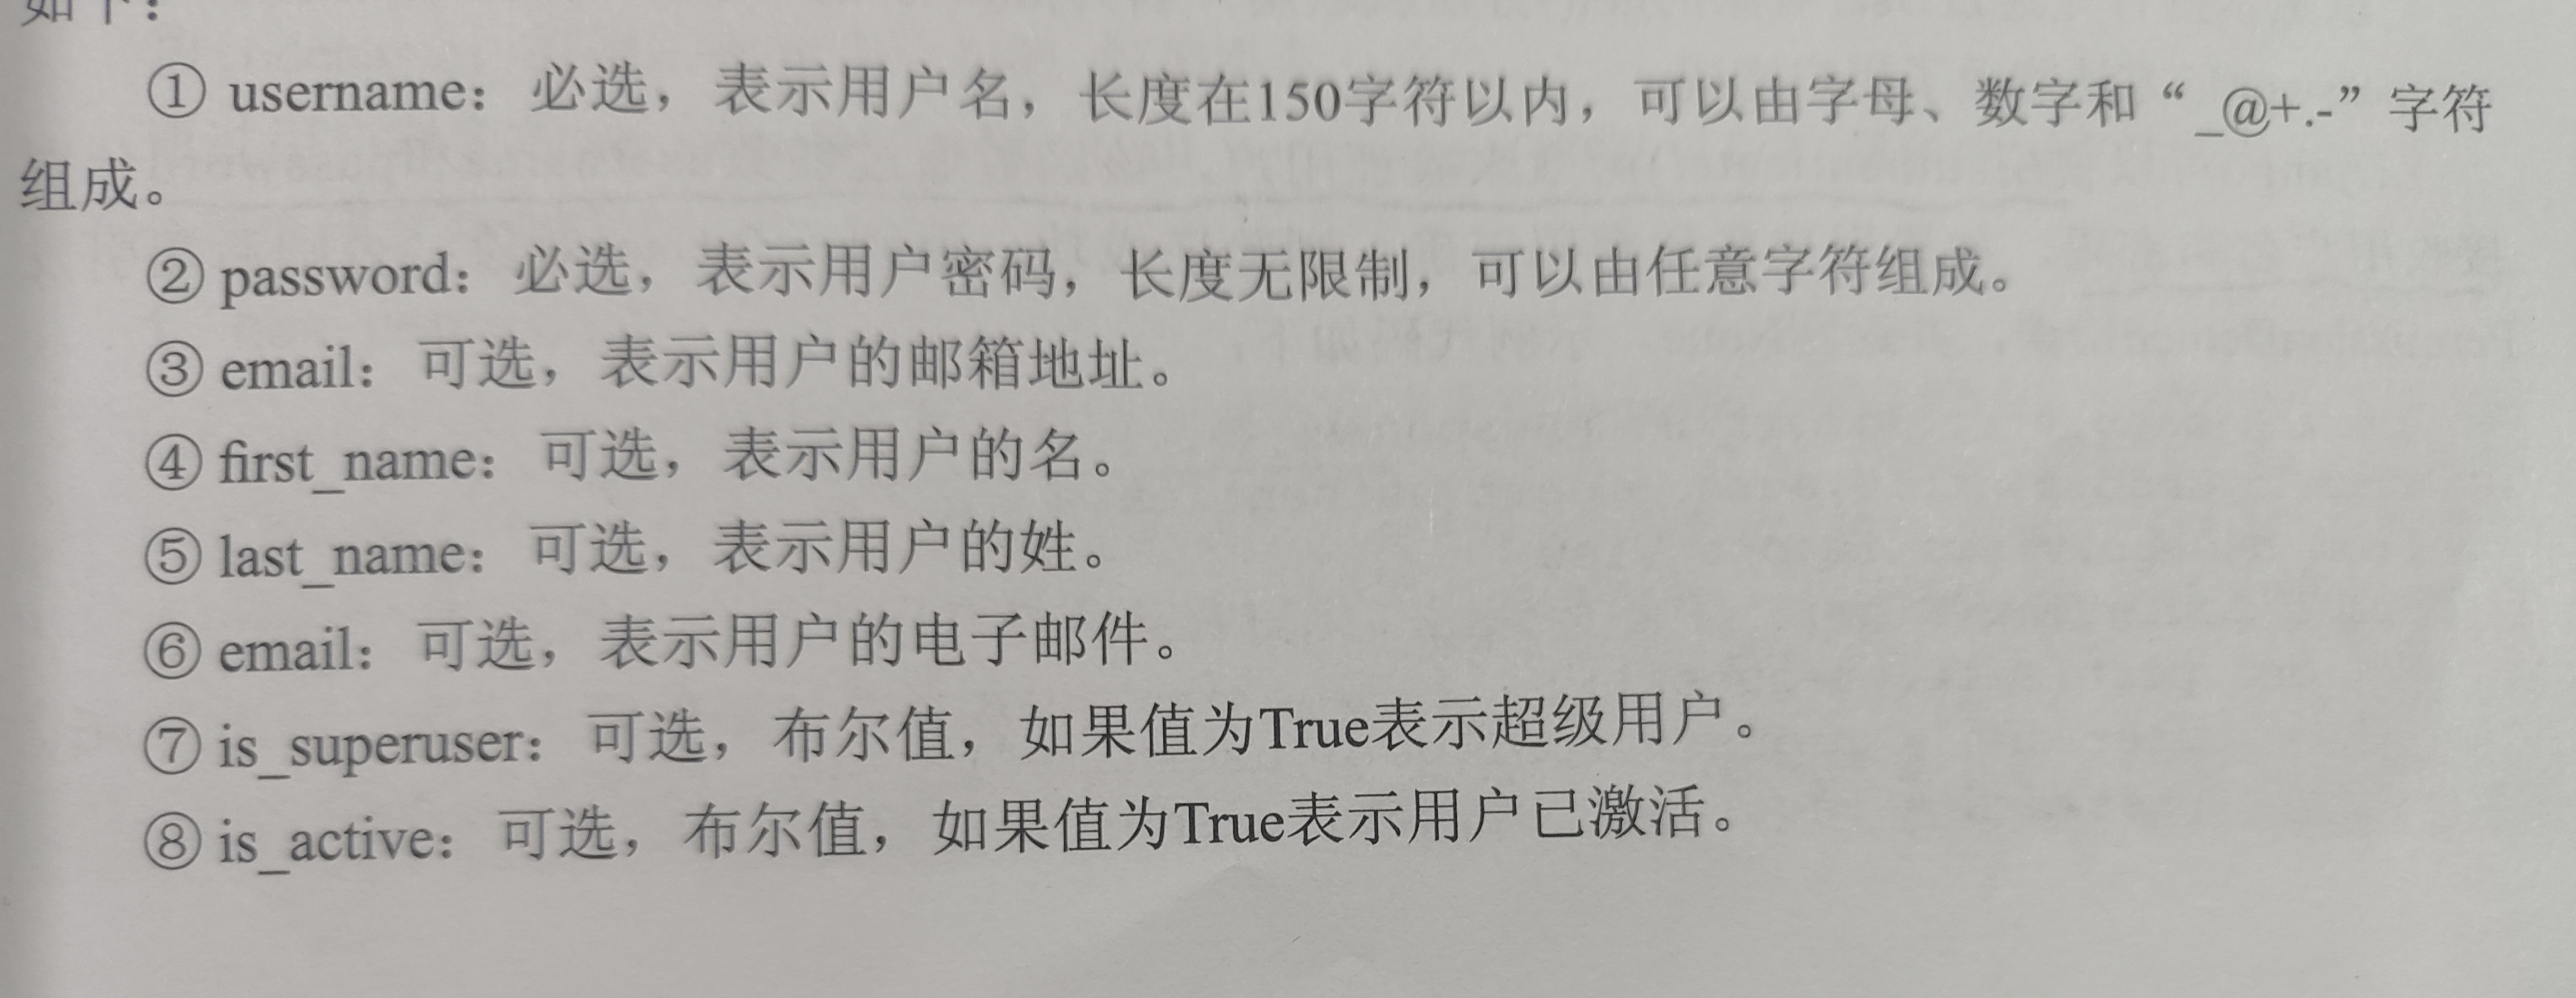 如下：
① username：必选，表示用户名，长度在150字符以内，可以由字母、数字和“_@+.-”字符
组成。
② password：必选，表示用户密码，长度无限制，可以由任意字符组成。
③ email：可选，表示用户的邮箱地址。
④ first_name：可选，表示用户的名。
⑤ last_name：可选，表示用户的姓。
⑥ email：可选，表示用户的电子邮件。
⑦ is_superuser：可选，布尔值，如果值为True表示超级用户。
⑧ is_active：可选，布尔值，如果值为True表示用户已激活。